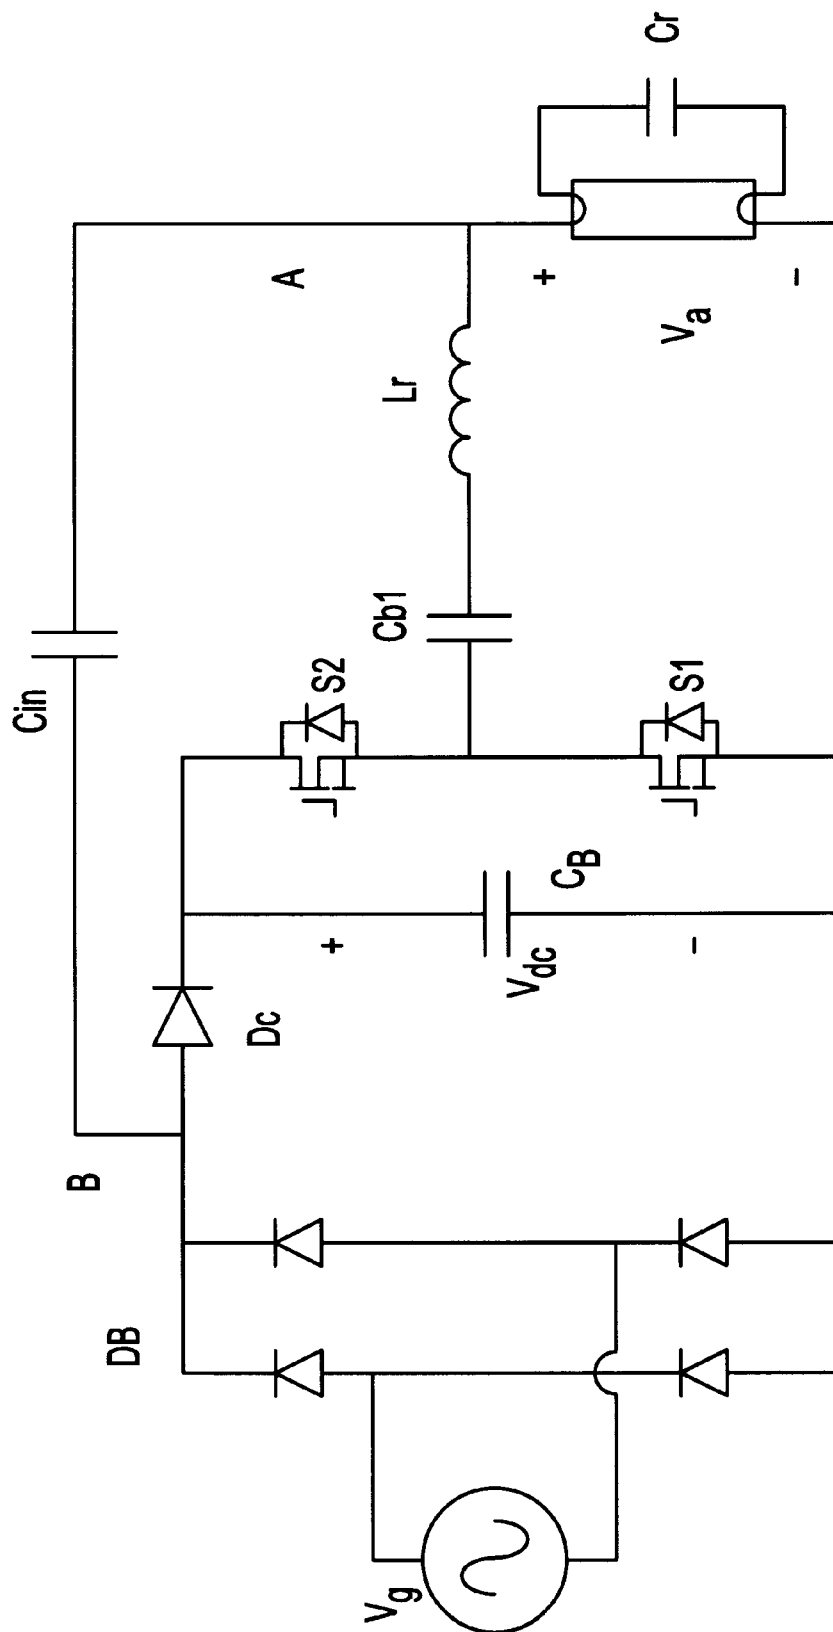 Cin
B
A
DB
Dc
S2
Cb1
Lr
Cr
+
+
Vg
Vdc
CB
S1
Va
-
-